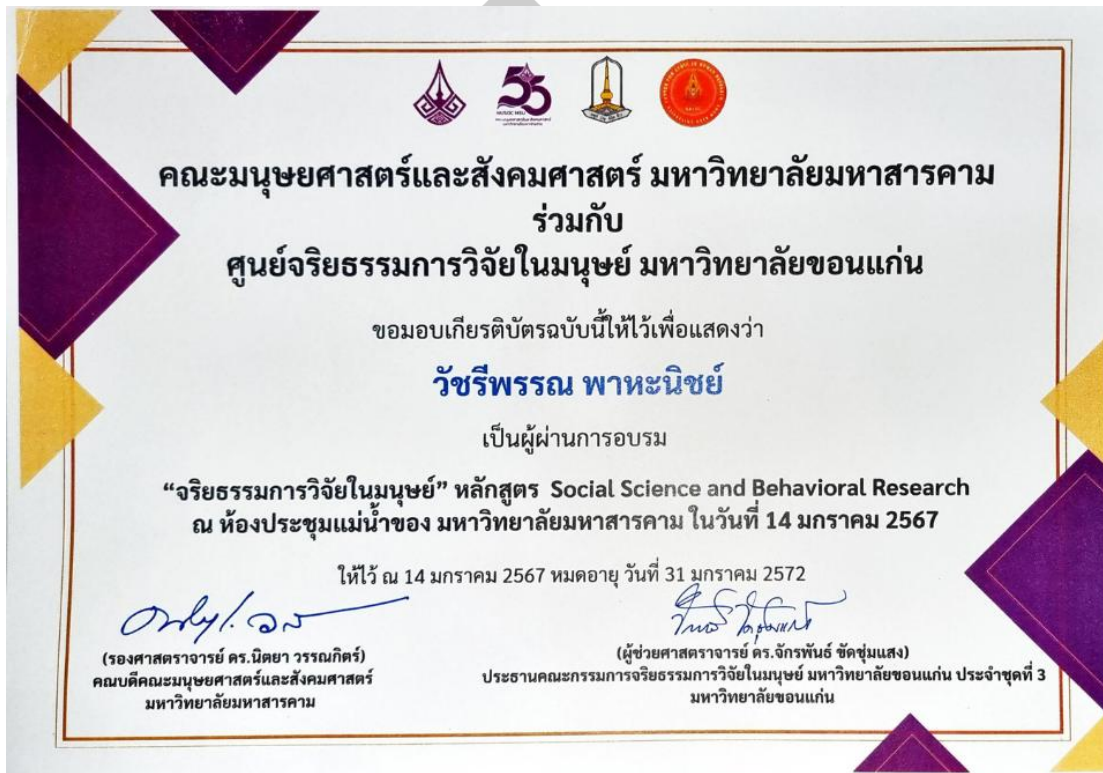 คณะมนุษยศาสตร์และสังคมศาสตร์ มหาวิทยาลัยมหาสารคาม
ร่วมกับ
ศูนย์จริยธรรมการวิจัยในมนุษย์ มหาวิทยาลัยขอนแก่น
ขอมอบเกียรติบัตรฉบับนี้ให้ไว้เพื่อแสดงว่า
วัชรีพรรณ พาหะนิชย์
เป็นผู้ผ่านการอบรม
“จริยธรรมการวิจัยในมนุษย์” หลักสูตร Social Science and Behavioral Research
ณ ห้องประชุมแม่น้ำของ มหาวิทยาลัยมหาสารคาม ในวันที่ 14 มกราคม 2567
ให้ไว้ ณ 14 มกราคม 2567 หมดอายุ วันที่ 31 มกราคม 2572
(รองศาสตราจารย์ ดร.นิตยา วรรณกิตร์)
คณบดีคณะมนุษยศาสตร์และสังคมศาสตร์
มหาวิทยาลัยมหาสารคาม
(ผู้ช่วยศาสตราจารย์ ดร.จักรพันธ์ ขัดชุ่มแสง)
ประธานคณะกรรมการจริยธรรมการวิจัยในมนุษย์ มหาวิทยาลัยขอนแก่น ประจำชุดที่ 3
มหาวิทยาลัยขอนแก่น